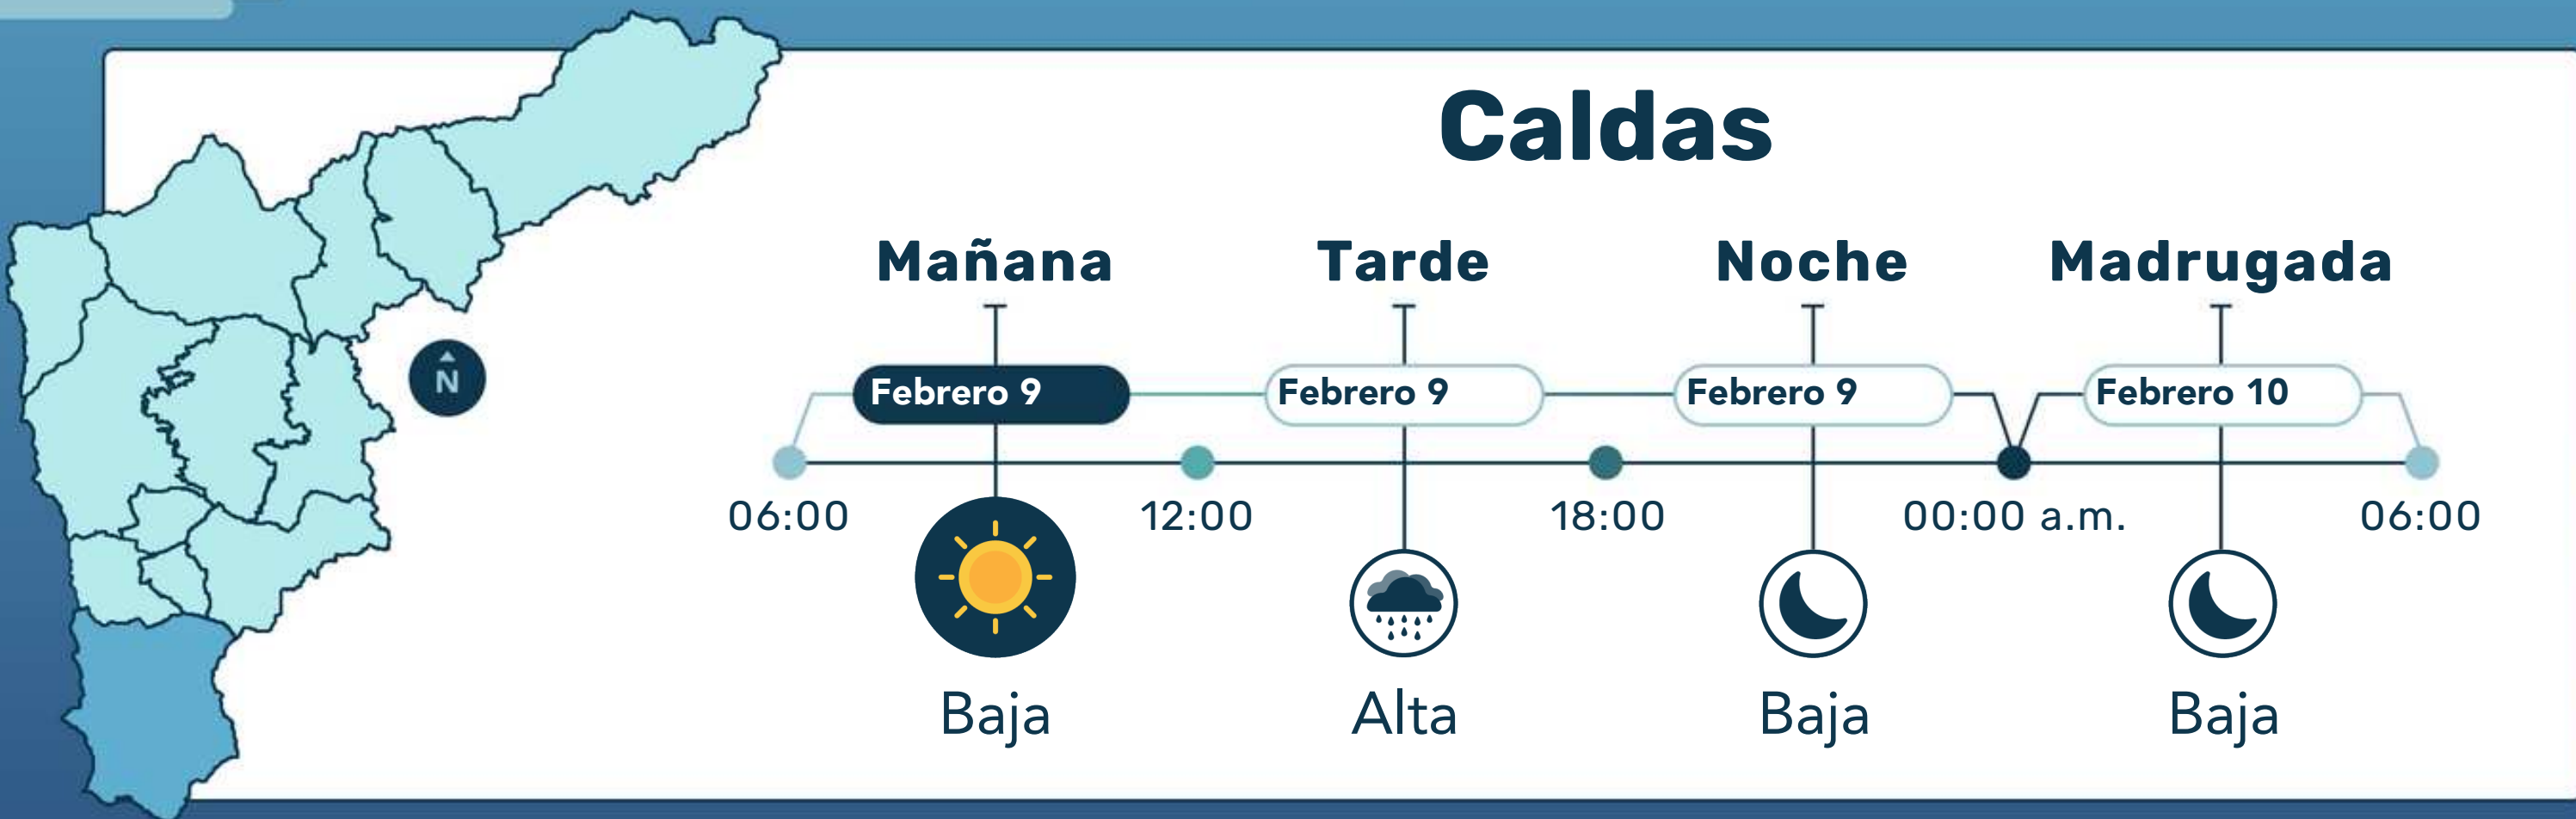 Caldas
Mañana Tarde Noche Madrugada
Febrero 9 Febrero 9 Febrero 9 Febrero 10
N
06:00 12:00 18:00 00:00 a.m. 06:00
Baja Alta Baja Baja